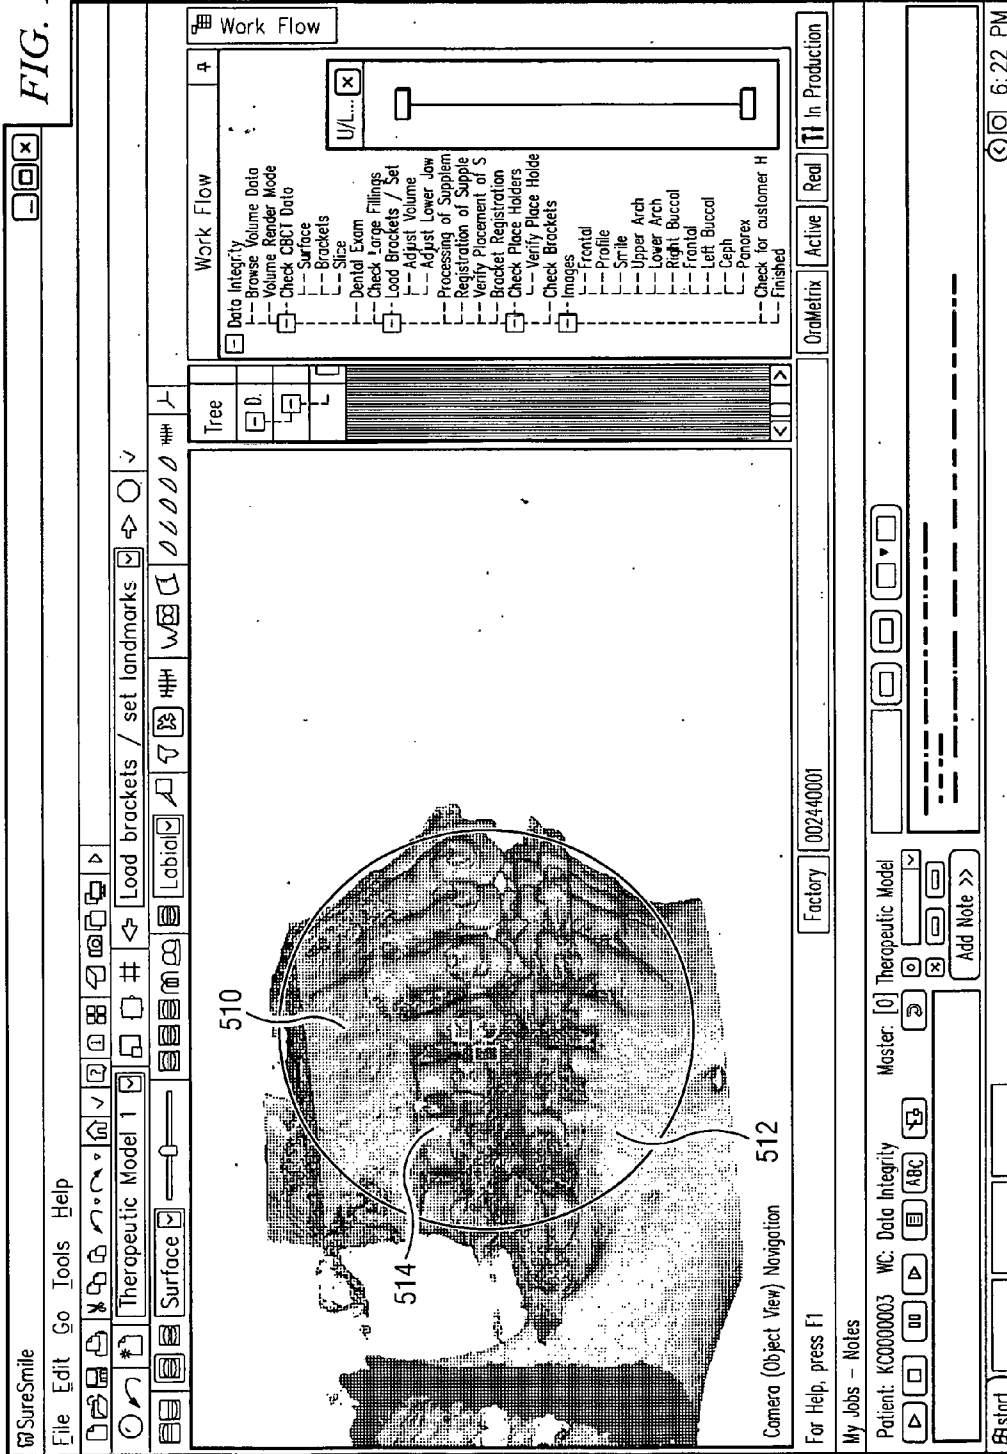 FIG.
SureSmile
File Edit Go Tools Help
Therapeutic Model 1
Load brackets / set landmarks
Surface
Labial
510
512
514
Camera (Object View) Navigation
Tree
D.
Work Flow
Work Flow
Data Integrity
Browse Volume Data
Volume Render Mode
Check CBCT Data
Surface
Brackets
Slice
Dental Exam
Check Large Fillings
Load Brackets / Set
Adjust Volume
Adjust Lower Jaw
Processing of Supplem
Registration of Supple
Verify Placement of S
Bracket Registration
Check Place Holders
Verify Place Holde
Check Brackets
Images
Frontal
Profile
Smile
Upper Arch
Lower Arch
Right Buccal
Frontal
Left Buccal
Ceph
Panorex
Check for customer H
Finished
U/L...
For Help, press F1
Factory 002440001
OraMetrix Active Real In Production
My Jobs – Notes
Patient: KC00000003 WC: Data Integrity Master: [0] Therapeutic Model
ABC
Add Note >>
start
6:22 PM